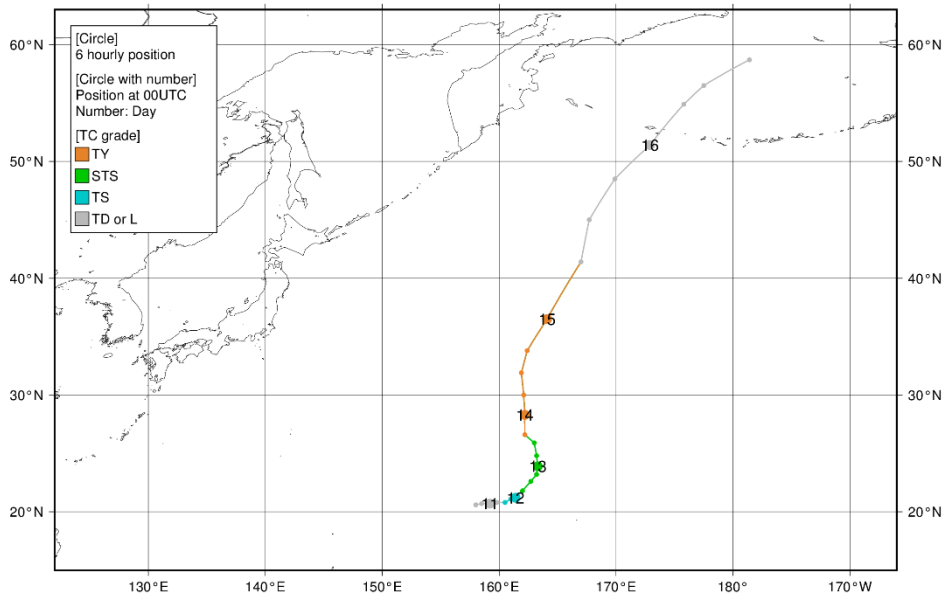 60°N
60°N
[Circle]
6 hourly position
[Circle with number]
Position at 00UTC
Number: Day
[TC grade]
TY
STS
TS
TD or L
16
50°N
50°N
40°N
40°N
15
30°N
30°N
14
13
12
11
20°N
20°N
130°E
140°E
150°E
160°E
170°E
180°
170°W